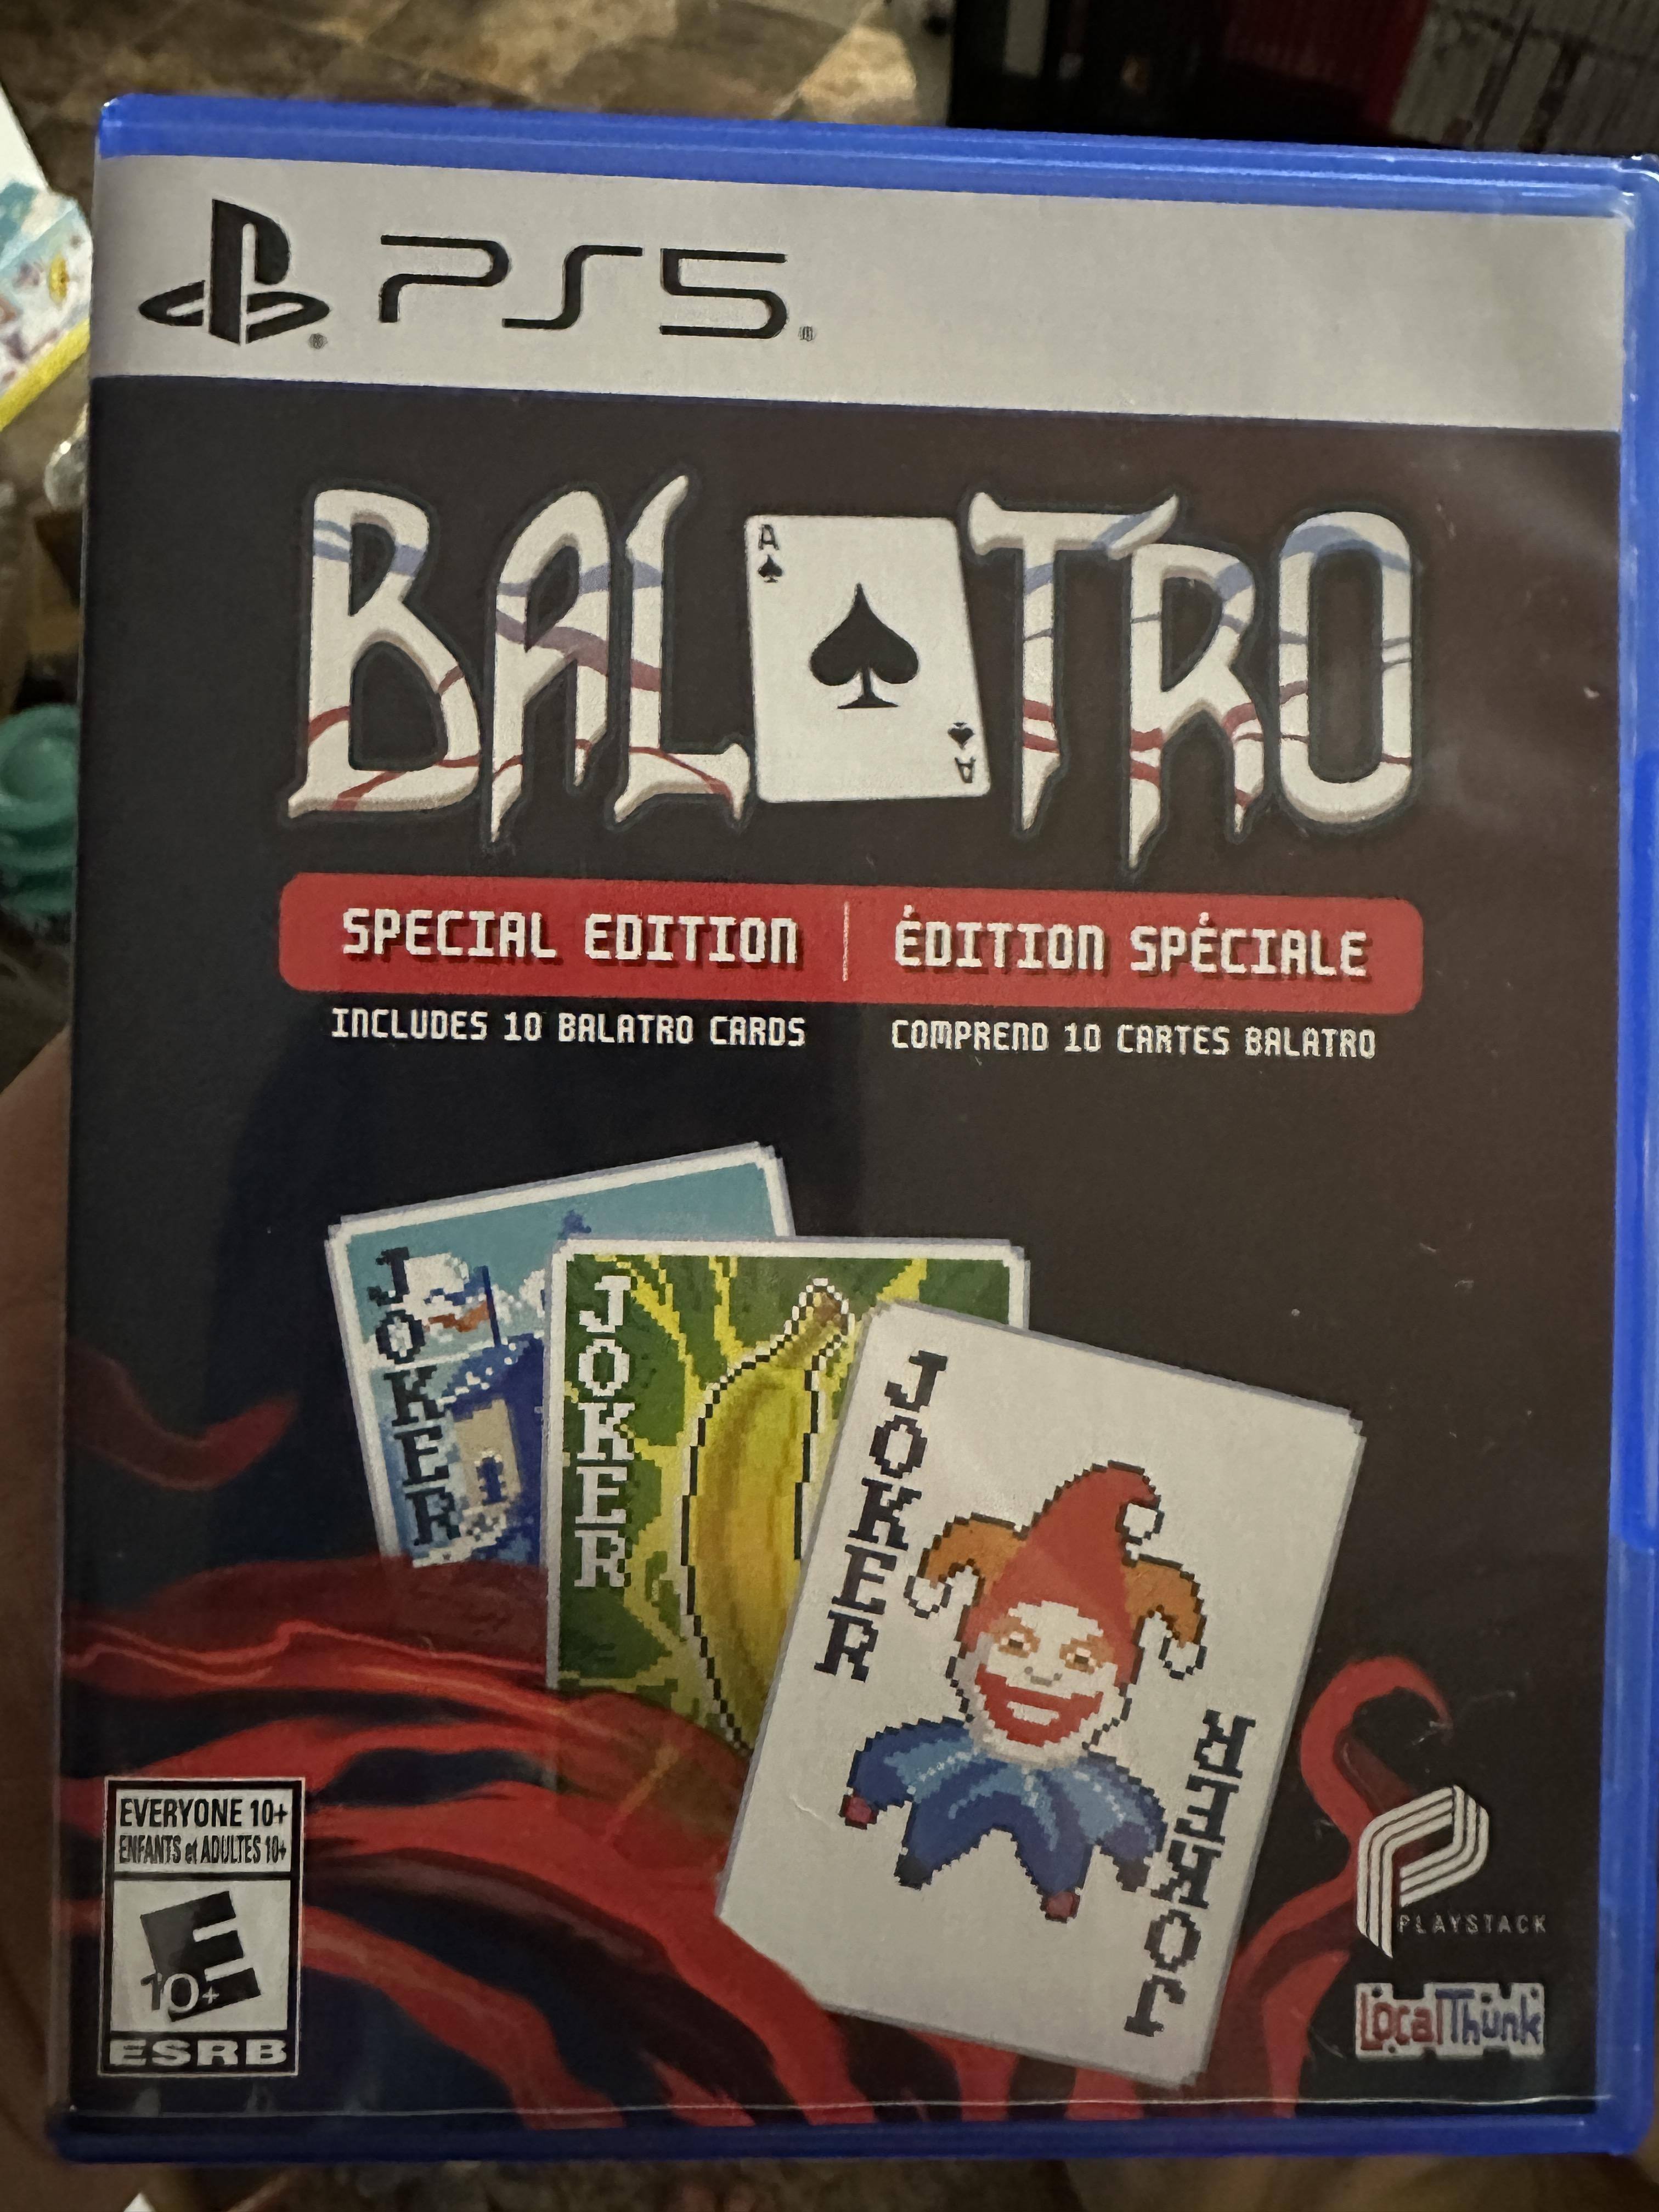 PS5
BALATRO
A
A
SPECIAL EDITION | ÉDITION SPÉCIALE
INCLUDES 10 BALATRO CARDS
COMPREND 10 CARTES BALATRO
JOKER
JOKER
JOKER
JOKER
EVERYONE 10+
ENFANTS et ADULTES 10+
E
10+
ESRB
PLAYSTACK
LocalThunk